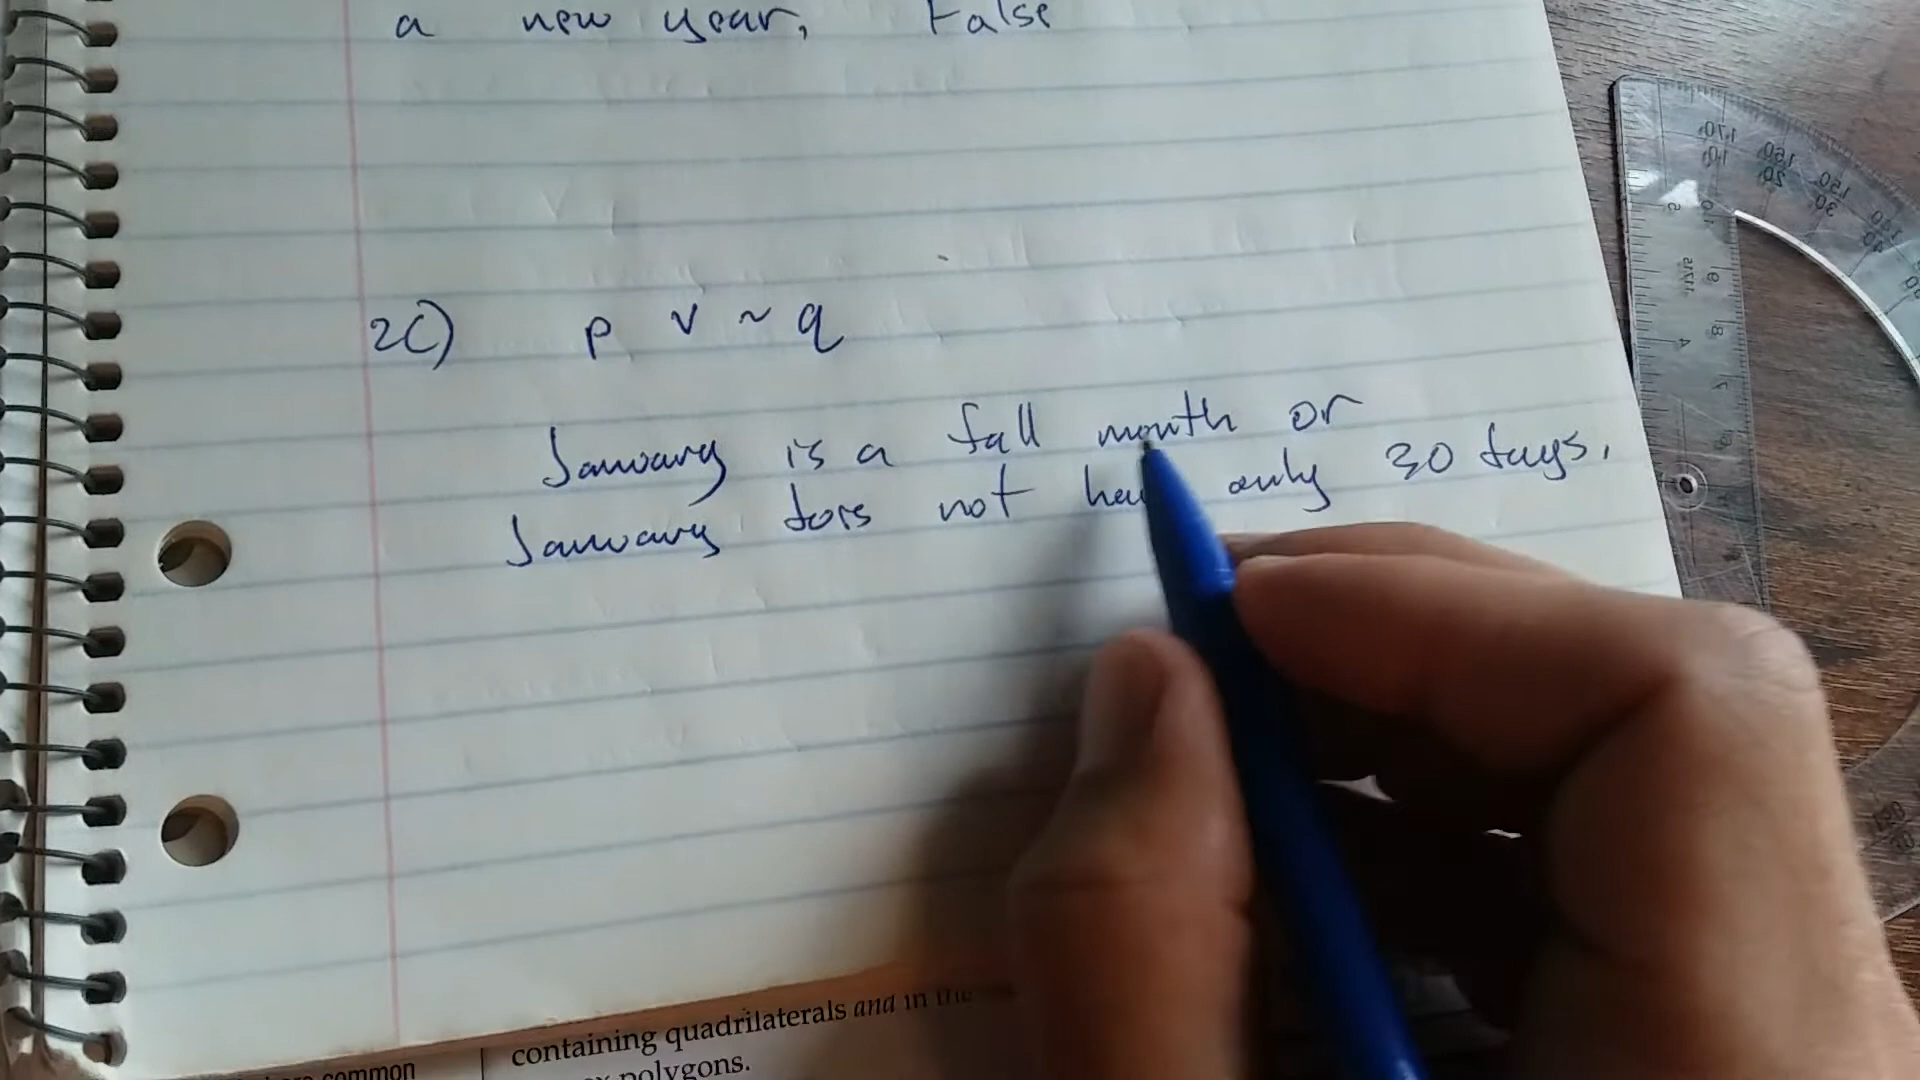 a new year, False
2C) p v ~ q
January is a fall month or
January does not have only 30 days.
containing quadrilaterals and in the
common
polygons.